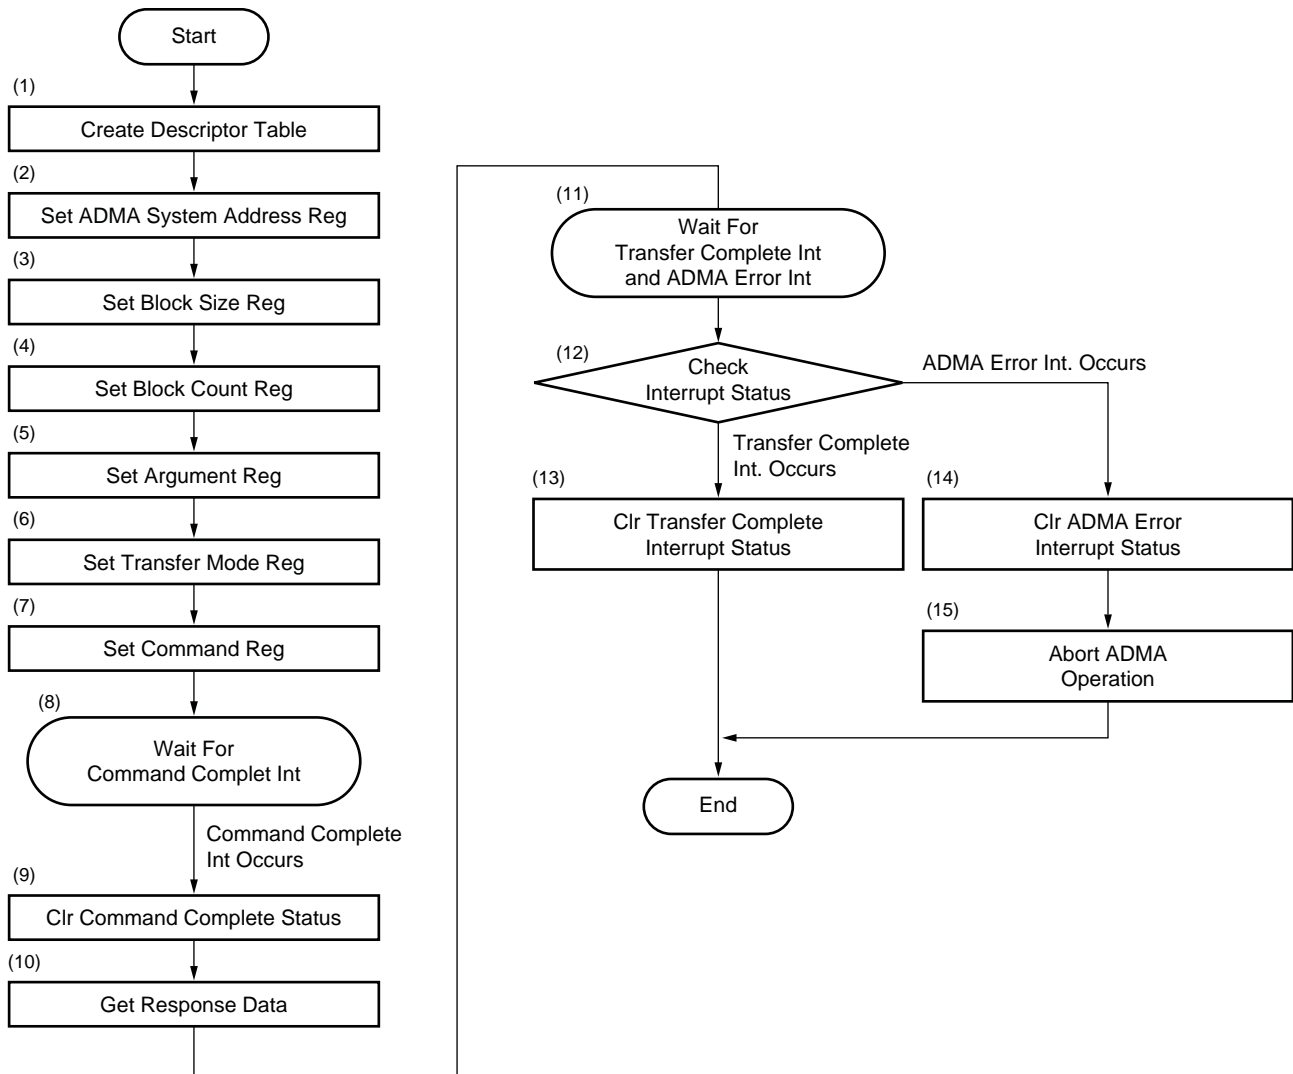 Start
(1)
Create Descriptor Table
(2)
Set ADMA System Address Reg
(3)
Set Block Size Reg
(4)
Set Block Count Reg
(5)
Set Argument Reg
(6)
Set Transfer Mode Reg
(7)
Set Command Reg
(8)
Wait For
Command Complet Int
Command Complete
Int Occurs
(9)
Clr Command Complete Status
(10)
Get Response Data
(11)
Wait For
Transfer Complete Int
and ADMA Error Int
(12)
Check
Interrupt Status
ADMA Error Int. Occurs
Transfer Complete
Int. Occurs
(13)
Clr Transfer Complete
Interrupt Status
(14)
Clr ADMA Error
Interrupt Status
(15)
Abort ADMA
Operation
End